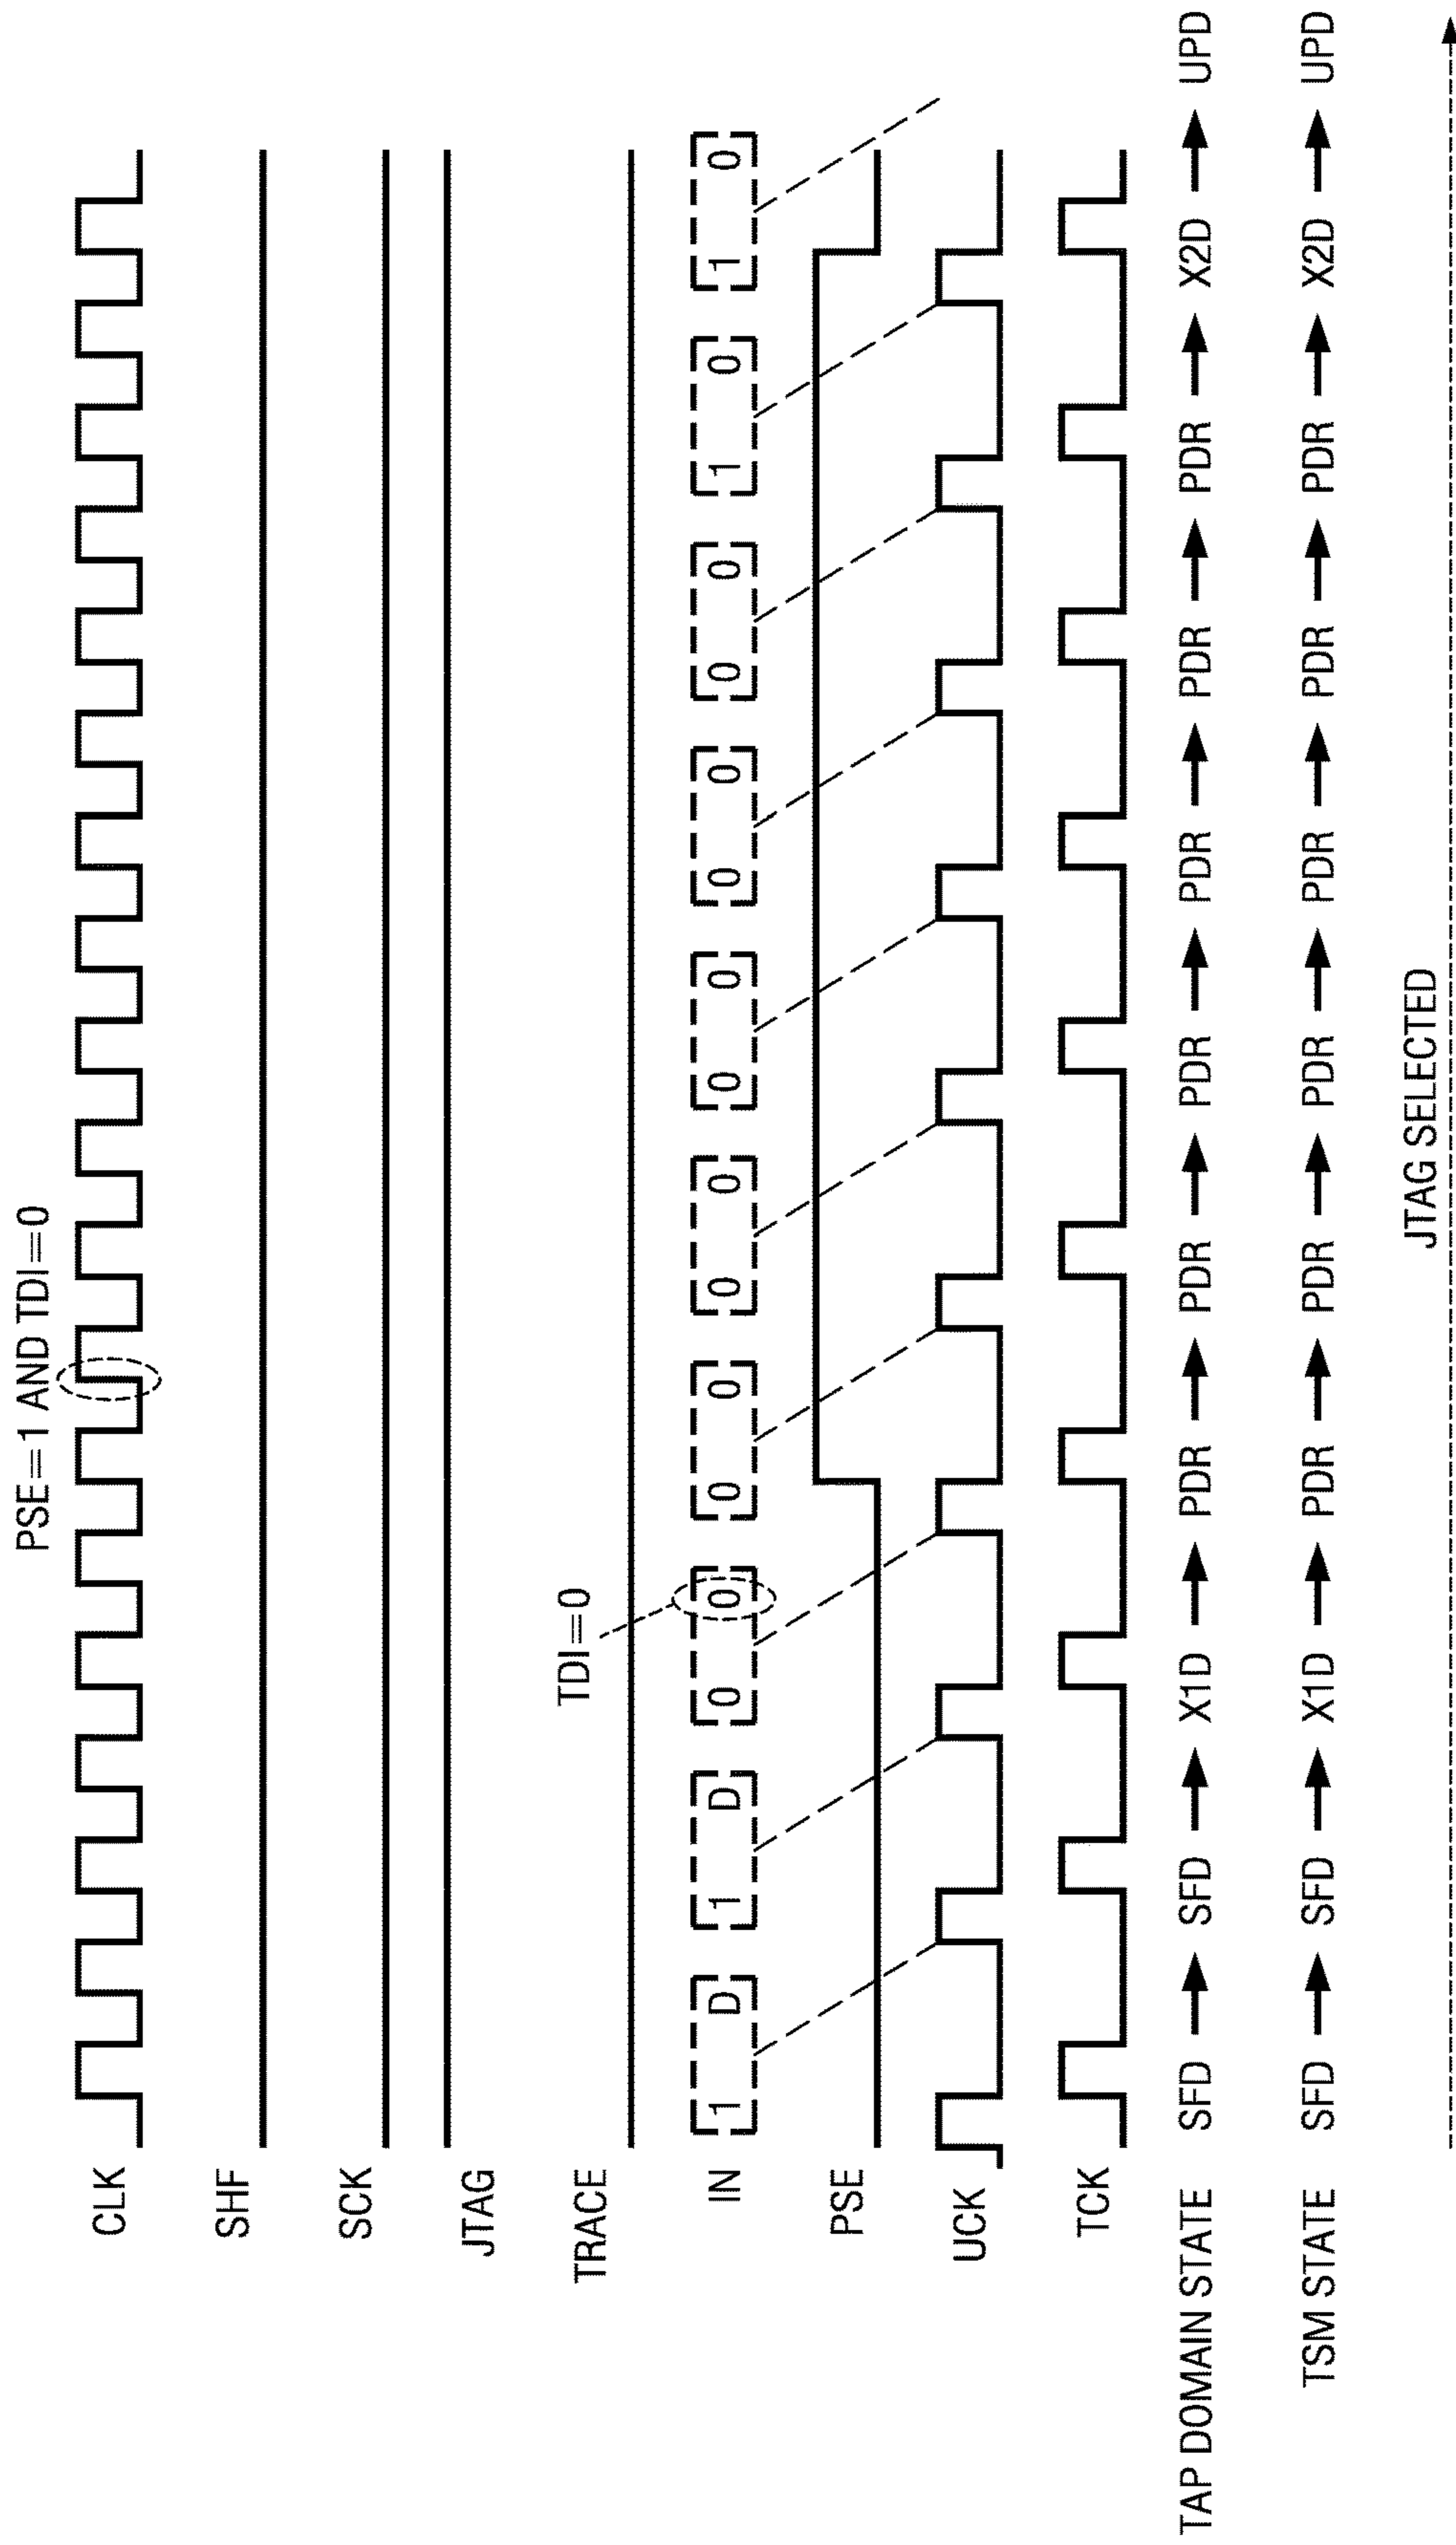 PSE=1 AND TDI=0
CLK
SHF
SCK
JTAG
TDI=0
TRACE
IN 1 D 1 D 0 0 0 0 0 0 0 0 0 0 0 0 1 0 1 0
PSE
UCK
TCK
TAP DOMAIN STATE SFD → SFD → X1D → PDR → PDR → PDR → PDR → PDR → PDR → X2D → UPD
TSM STATE SFD → SFD → X1D → PDR → PDR → PDR → PDR → PDR → PDR → X2D → UPD
JTAG SELECTED